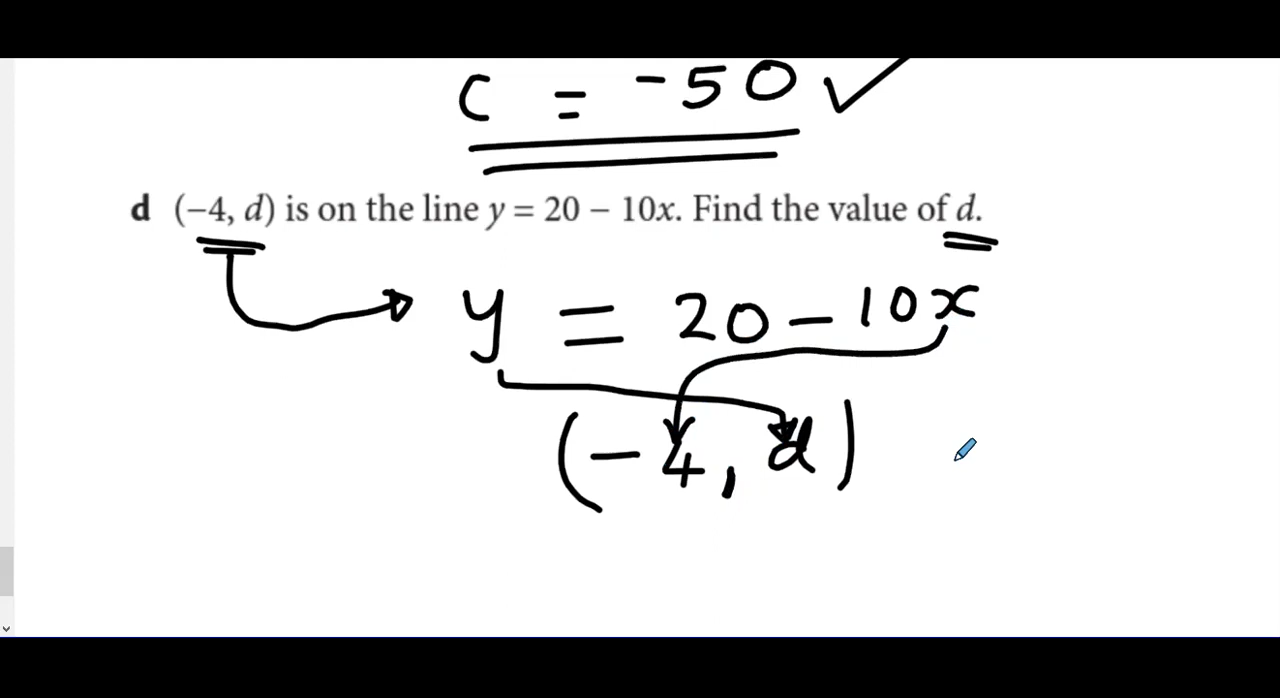 c = -50 ✓
d (−4, d) is on the line y = 20 − 10x. Find the value of d.
y = 20 - 10x
(-4, d)